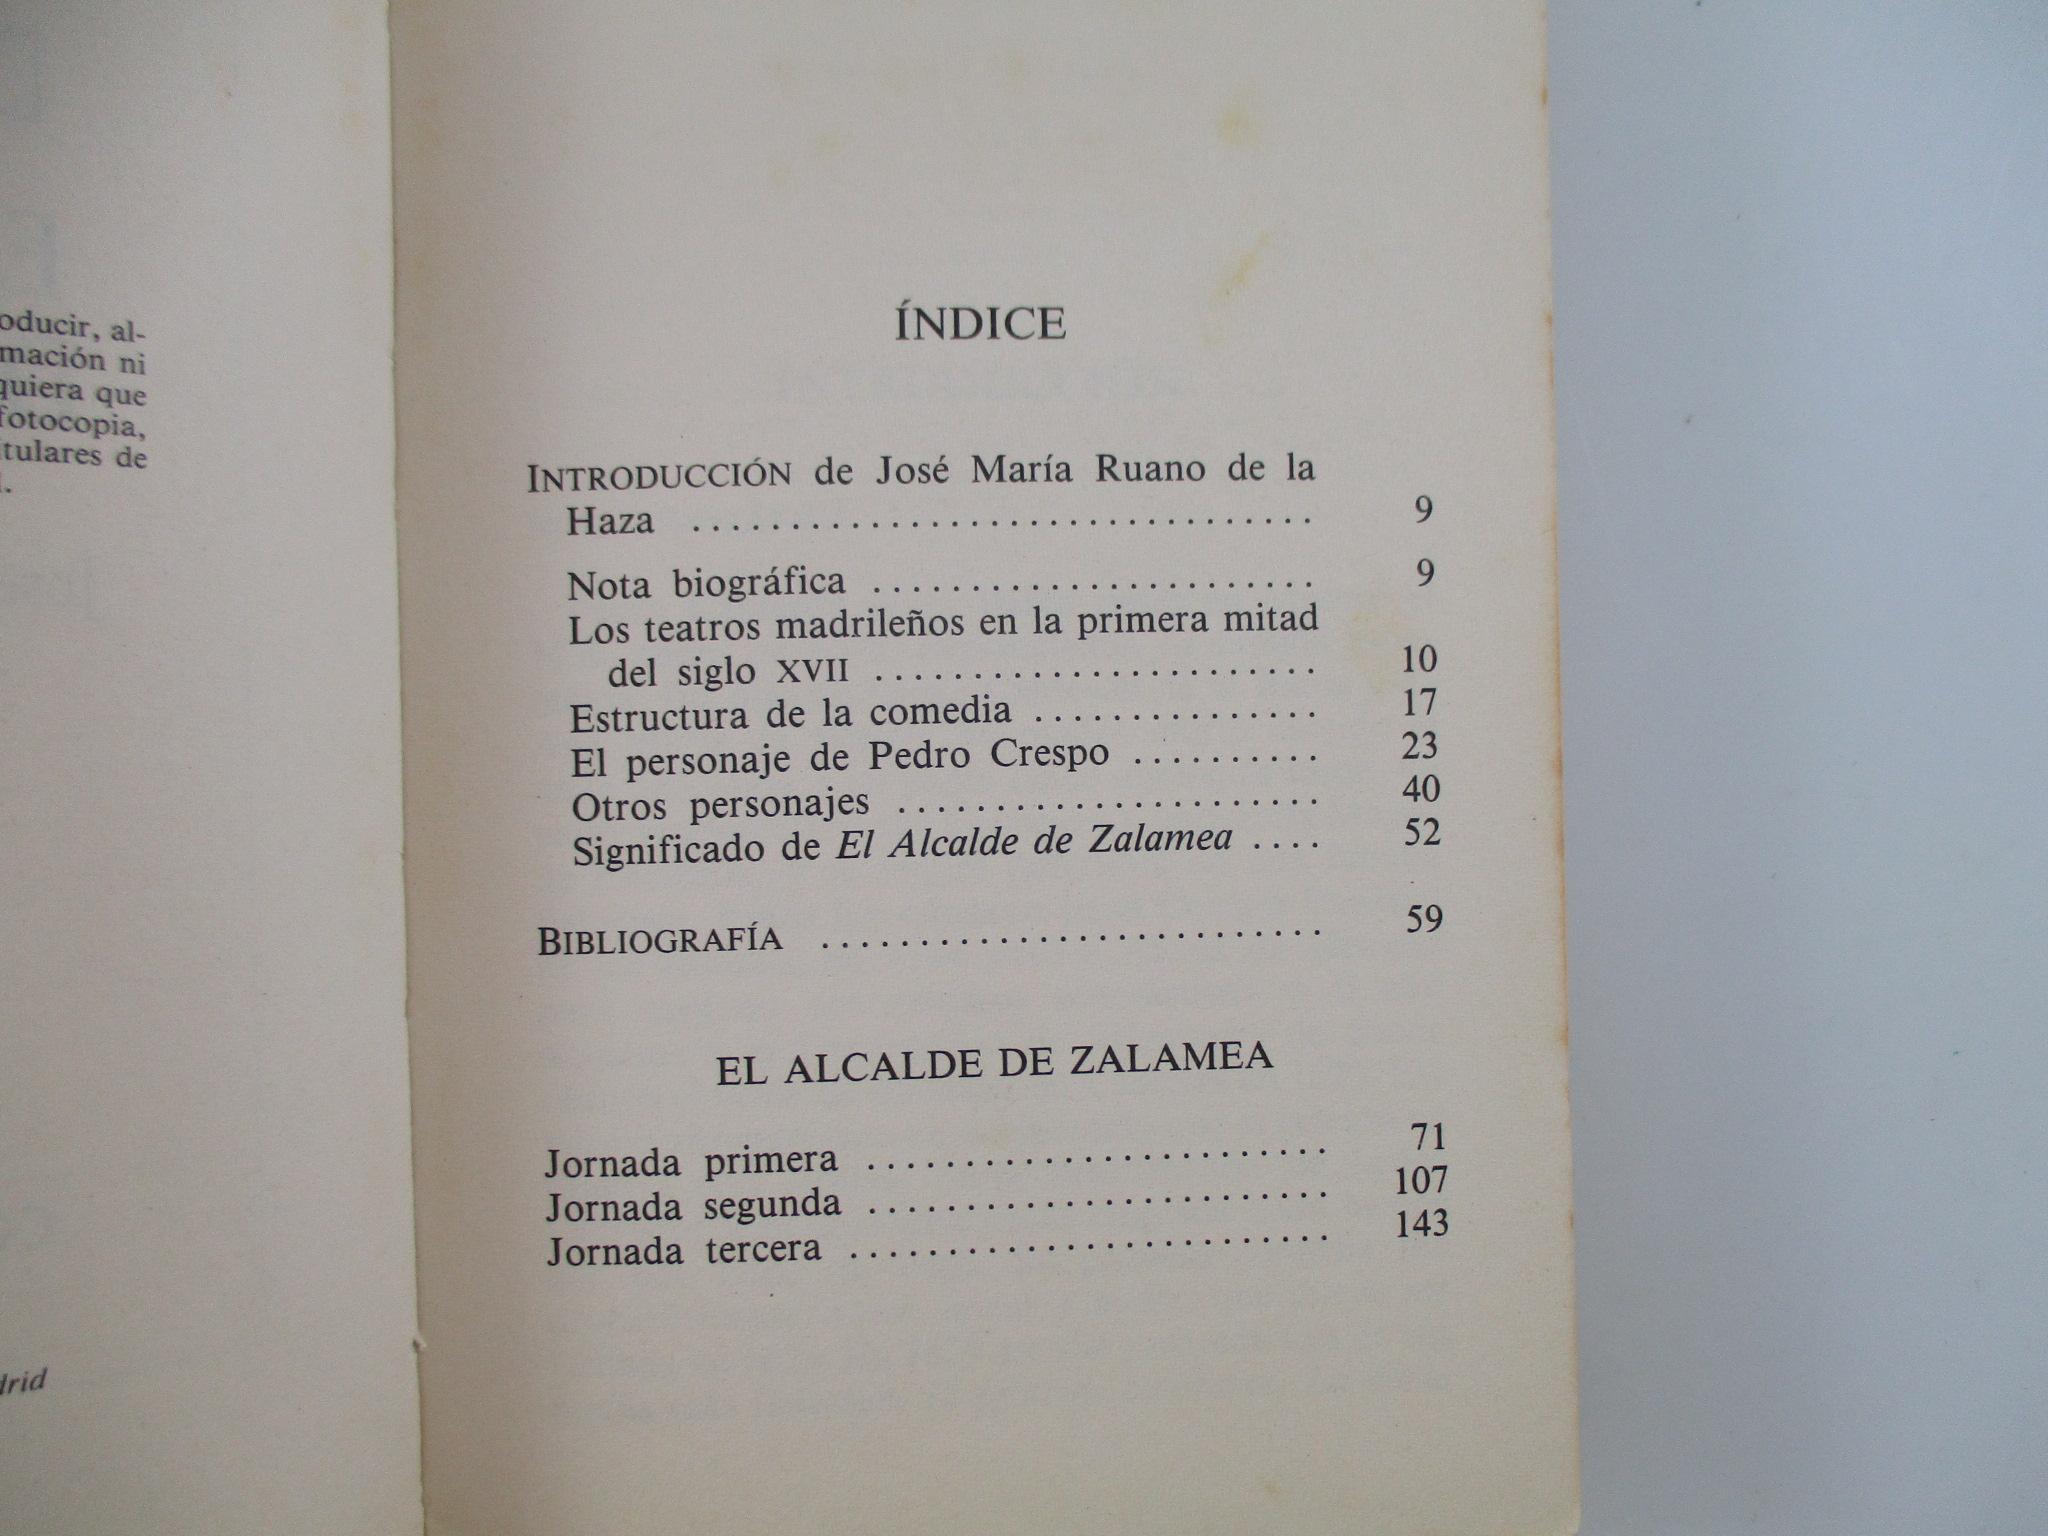 oducir, al-
mación ni
quiera que
fotocopia,
itulares de
drid
ÍNDICE
INTRODUCCIÓN de José María Ruano de la
Haza ................................ 9
Nota biográfica ....................... 9
Los teatros madrileños en la primera mitad
del siglo XVII ....................... 10
Estructura de la comedia ............... 17
El personaje de Pedro Crespo .......... 23
Otros personajes ...................... 40
Significado de El Alcalde de Zalamea .... 52
BIBLIOGRAFÍA .......................... 59
EL ALCALDE DE ZALAMEA
Jornada primera ........................ 71
Jornada segunda ........................ 107
Jornada tercera ......................... 143